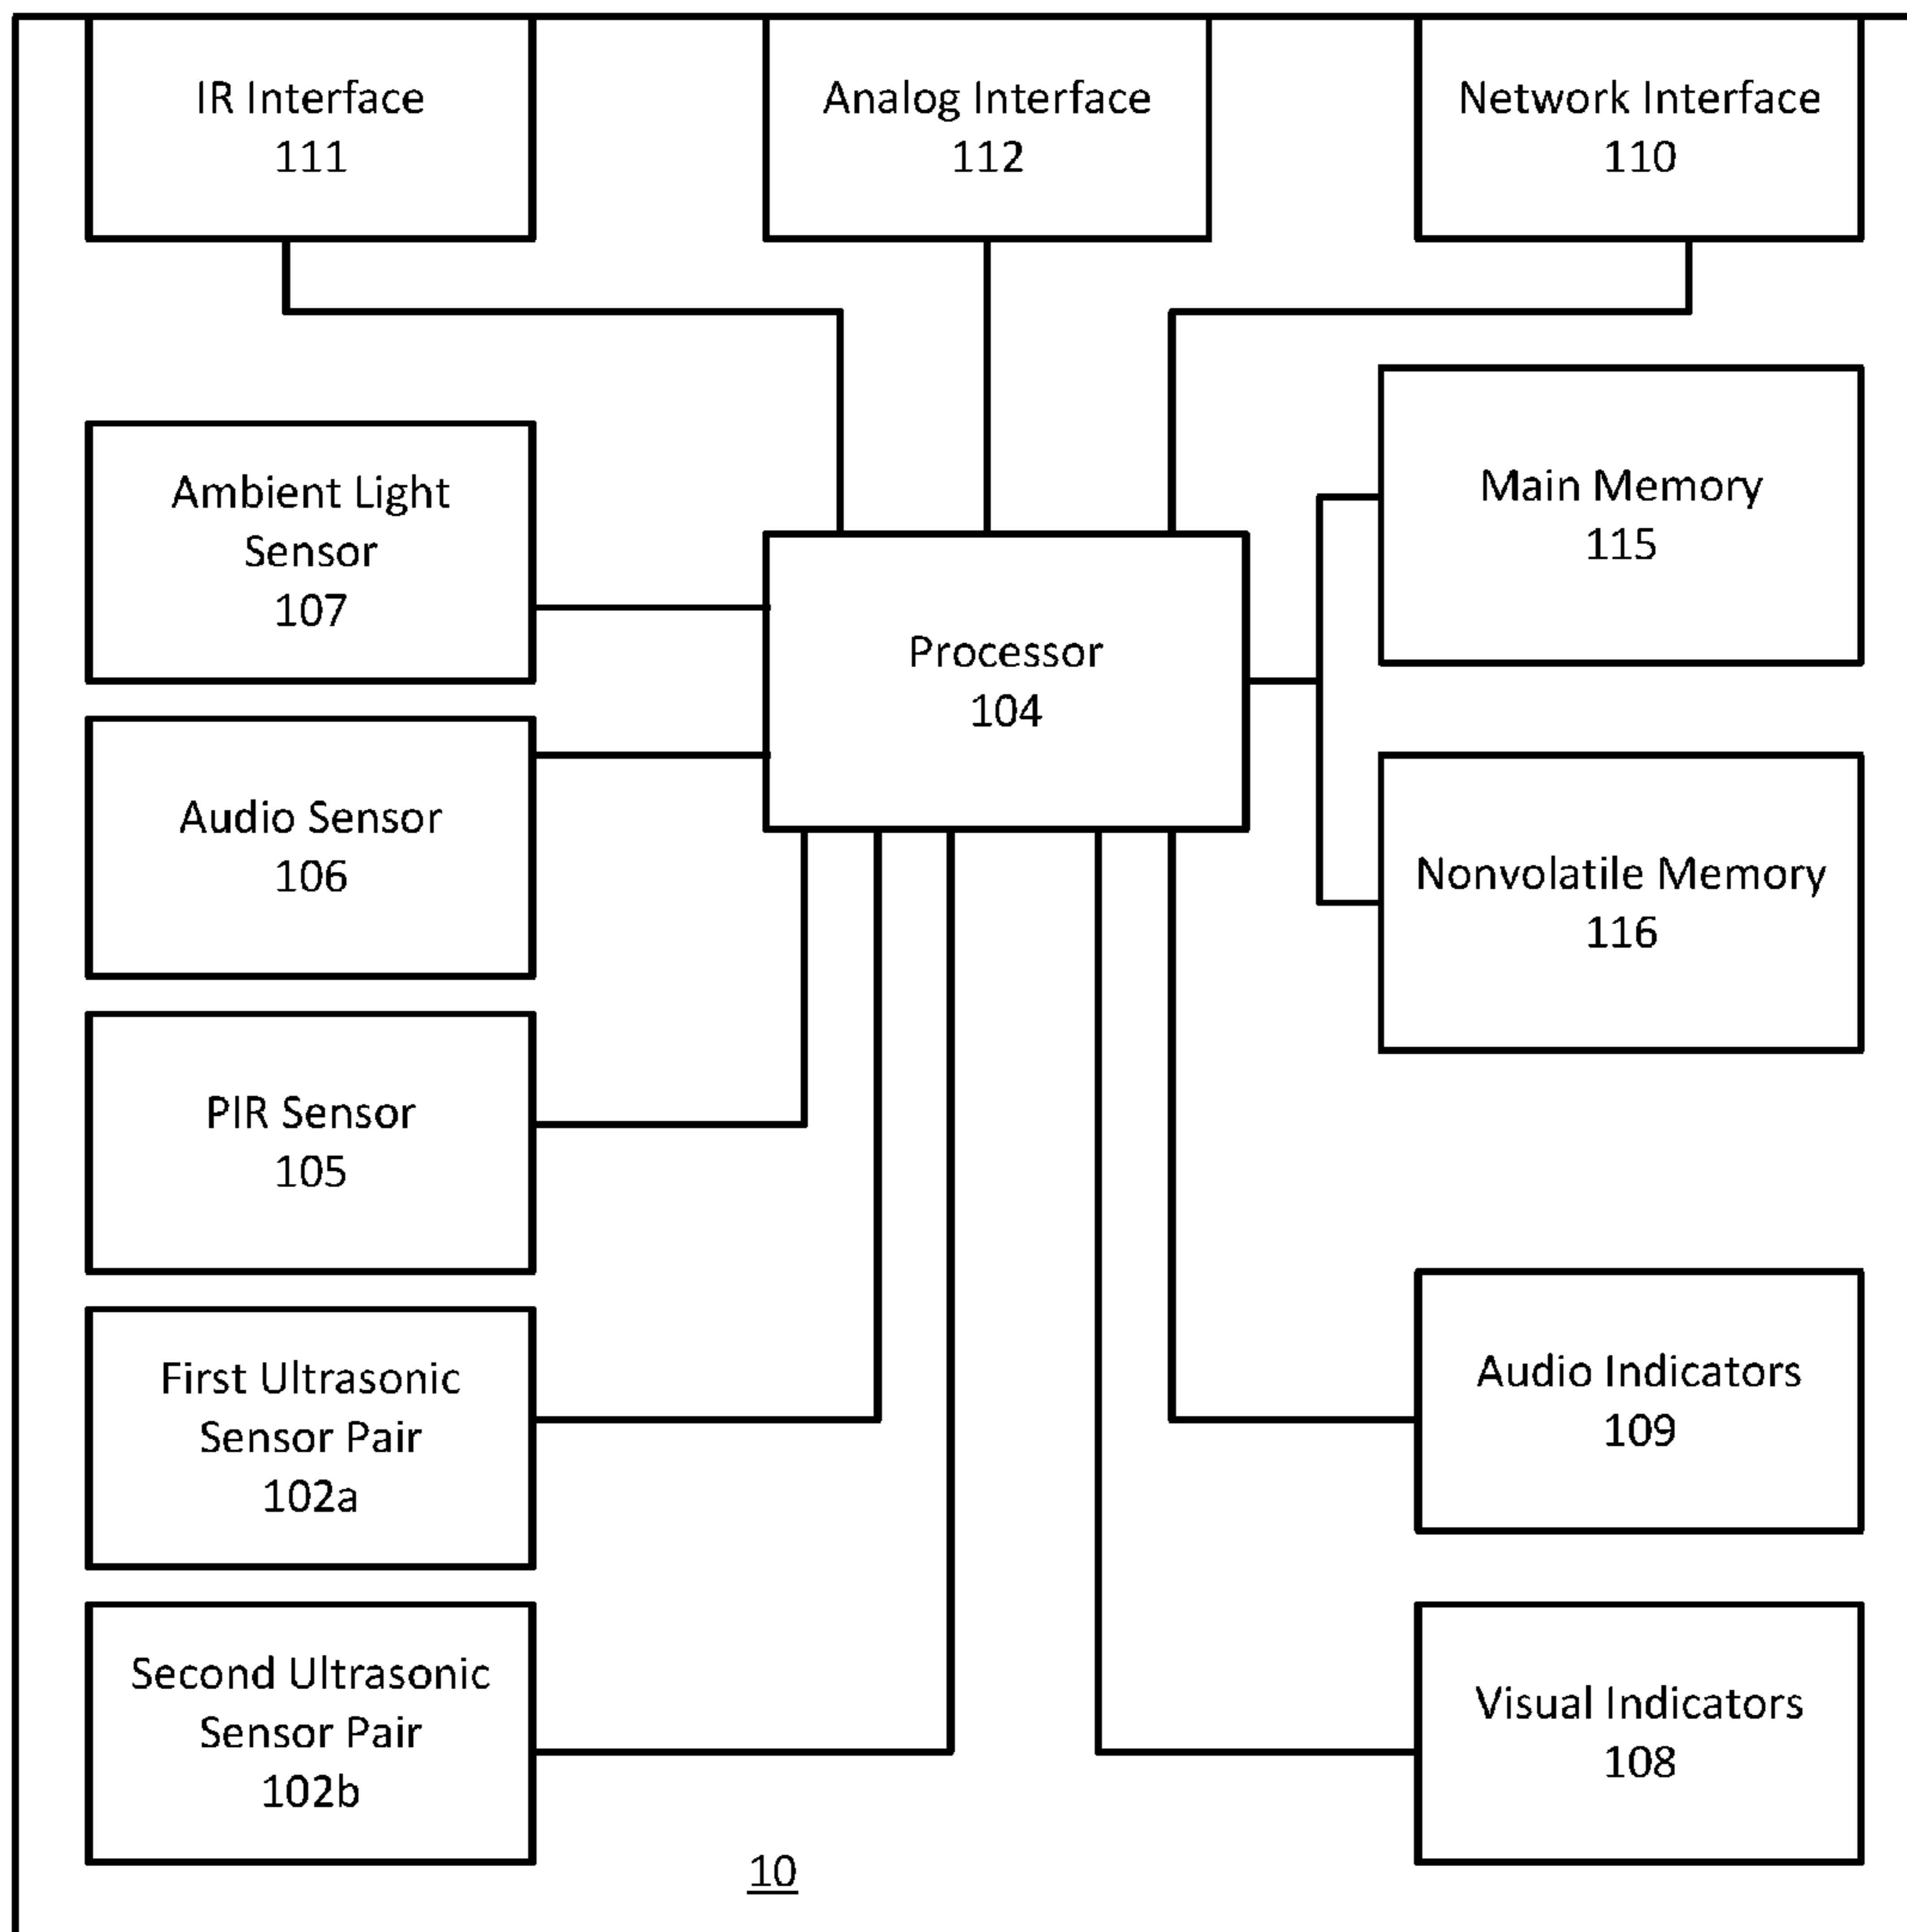 IR Interface
111
Analog Interface
112
Network Interface
110
Ambient Light
Sensor
107
Main Memory
115
Processor
104
Audio Sensor
106
Nonvolatile Memory
116
PIR Sensor
105
First Ultrasonic
Sensor Pair
102a
Audio Indicators
109
Second Ultrasonic
Sensor Pair
102b
Visual Indicators
108
10